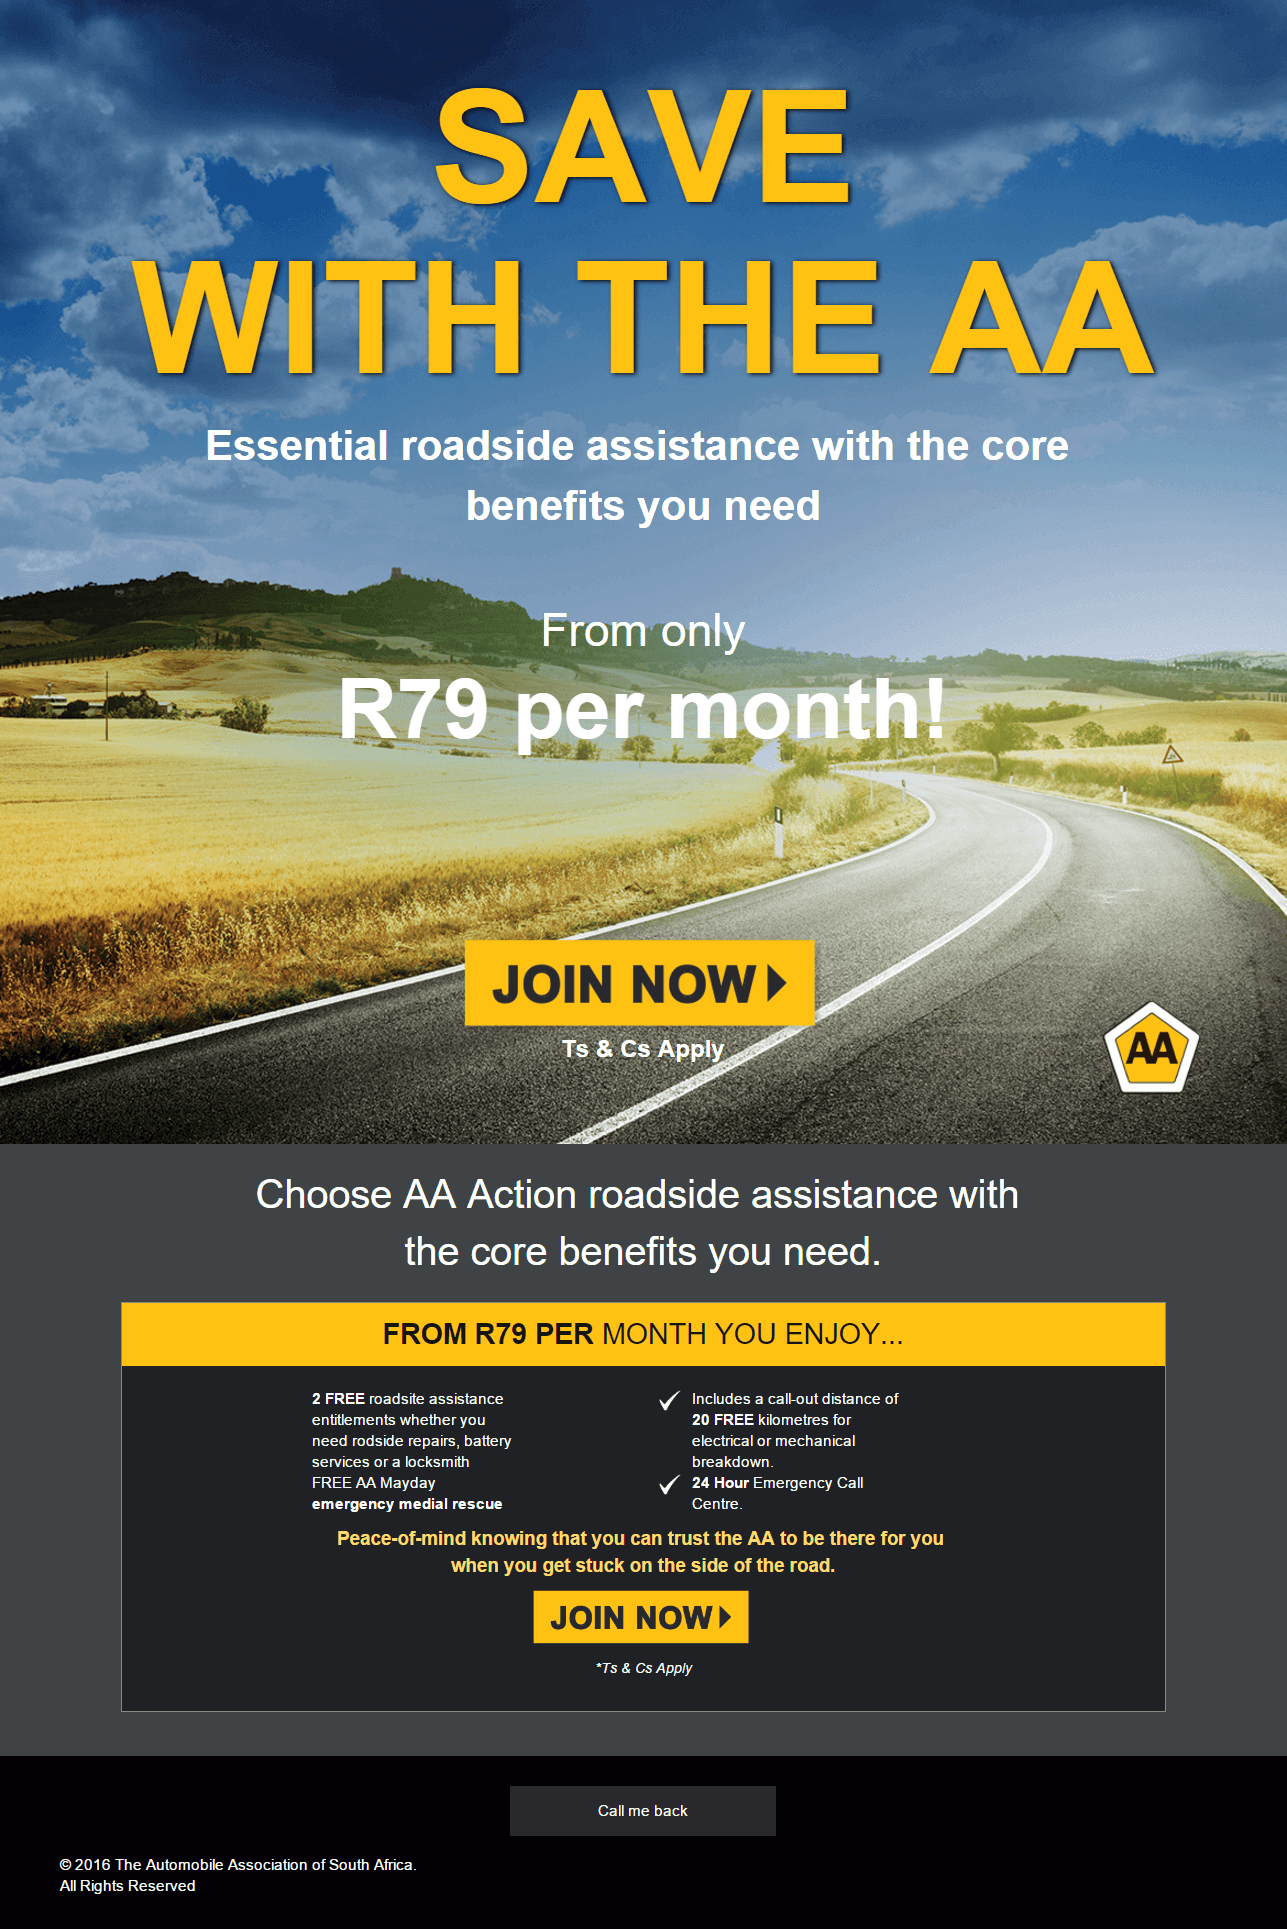 SAVE
WITH THE AA
Essential roadside assistance with the core
benefits you need
From only
R79 per month!
JOIN NOW
Ts & Cs Apply
AA
Choose AA Action roadside assistance with
the core benefits you need.
FROM R79 PER MONTH YOU ENJOY...
2 FREE roadsite assistance
entitlements whether you
need rodside repairs, battery
services or a locksmith
FREE AA Mayday
emergency medial rescue
Includes a call-out distance of
20 FREE kilometres for
electrical or mechanical
breakdown.
24 Hour Emergency Call
Centre.
Peace-of-mind knowing that you can trust the AA to be there for you
when you get stuck on the side of the road.
JOIN NOW
*Ts & Cs Apply
Call me back
© 2016 The Automobile Association of South Africa.
All Rights Reserved